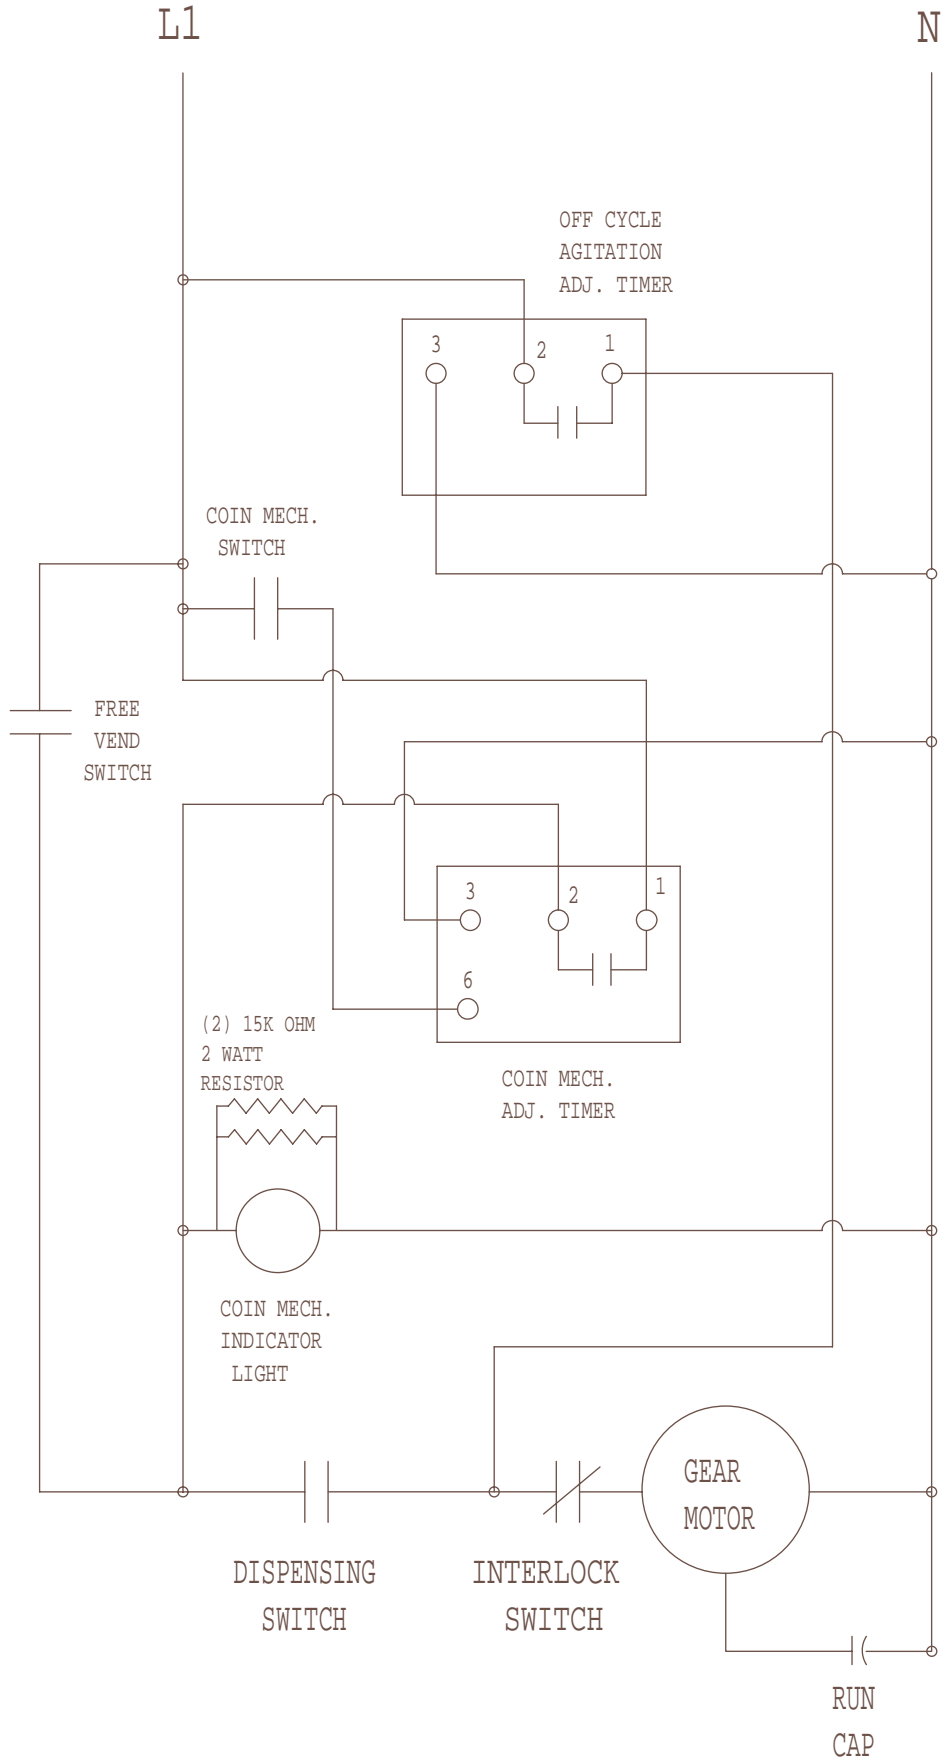 L1
N
OFF CYCLE
AGITATION
ADJ. TIMER
3
2
1
COIN MECH.
SWITCH
FREE
VEND
SWITCH
3
2
1
6
(2) 15K OHM
2 WATT
RESISTOR
COIN MECH.
ADJ. TIMER
COIN MECH.
INDICATOR
LIGHT
GEAR
MOTOR
DISPENSING
SWITCH
INTERLOCK
SWITCH
RUN
CAP